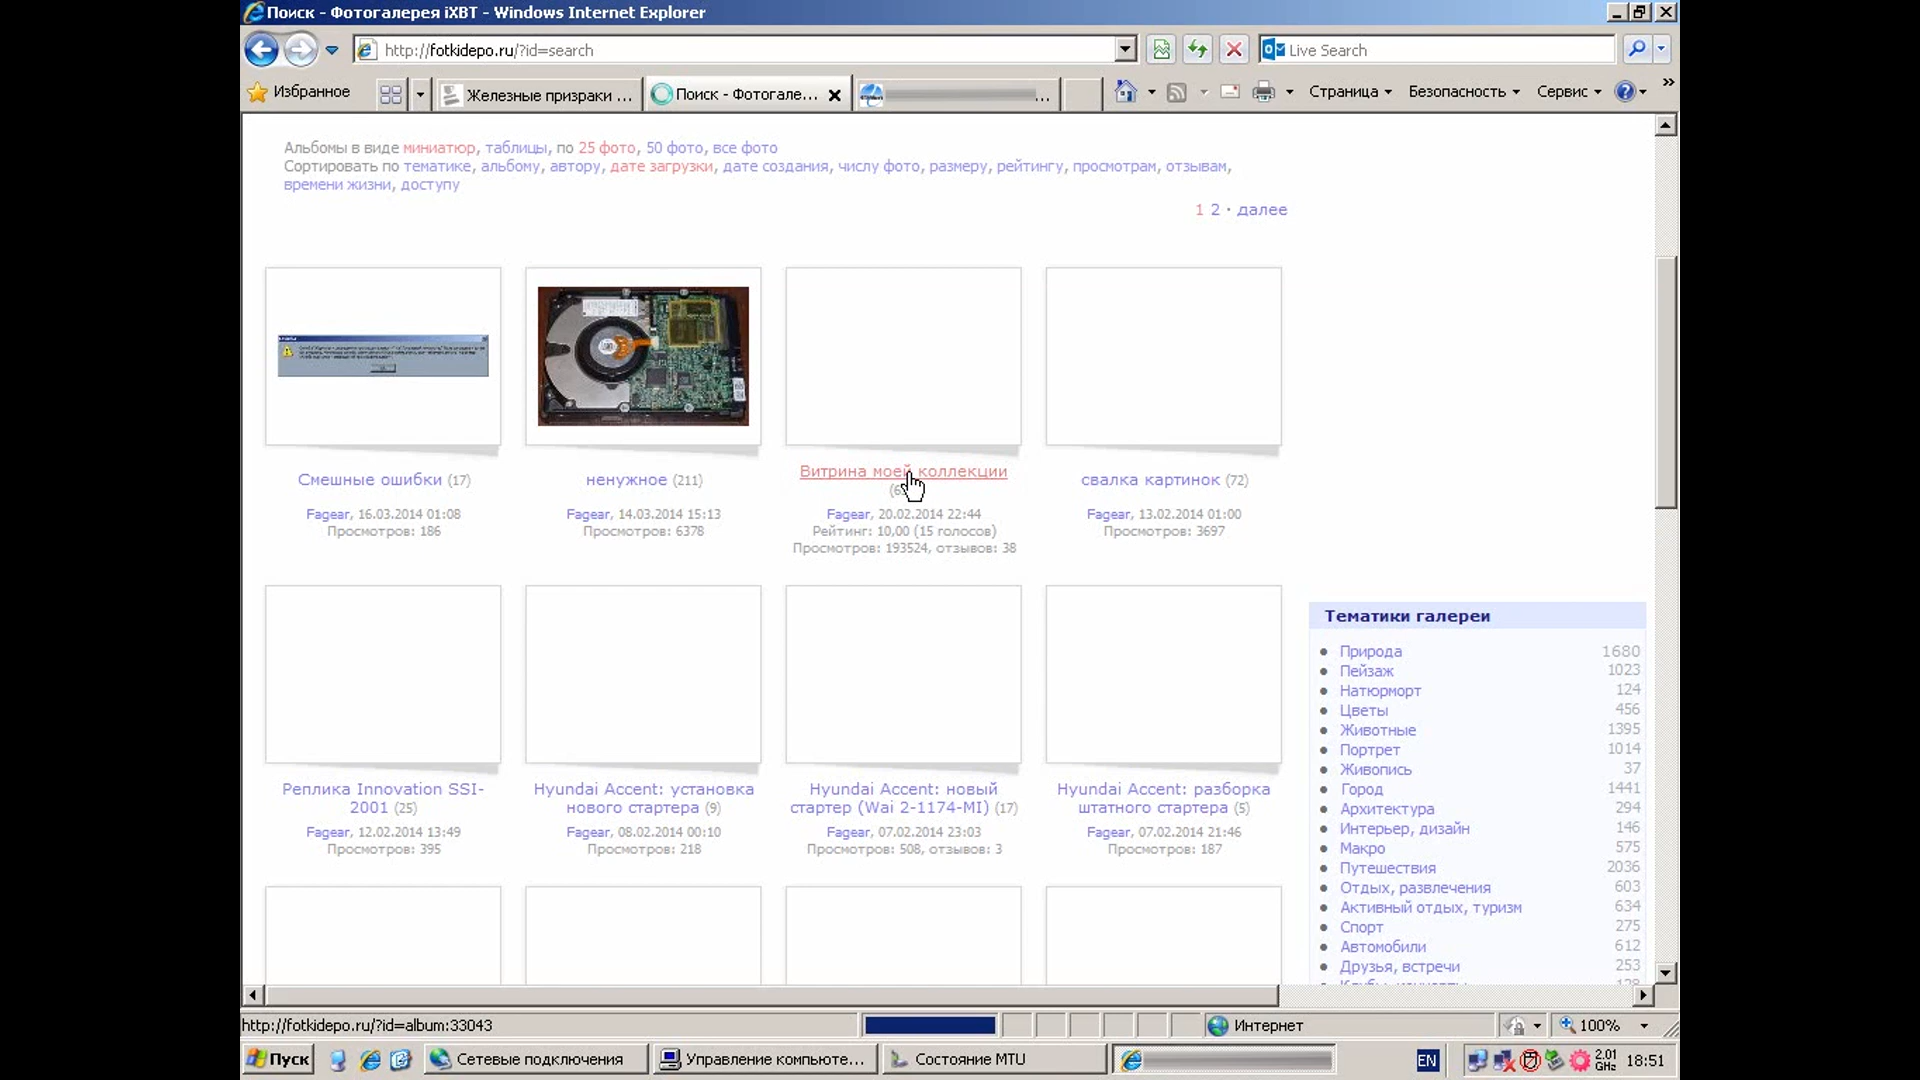 Поиск - Фотогалерея iXBT - Windows Internet Explorer
http://fotkidepo.ru/?id=search
Live Search
Избранное
Железные призраки ...
Поиск - Фотогале...
...
Страница
Безопасность
Сервис
Альбомы в виде миниатюр, таблицы, по 25 фото, 50 фото, все фото
Сортировать по тематике, альбому, автору, дате загрузки, дате создания, числу фото, размеру, рейтингу, просмотрам, отзывам,
времени жизни, доступу
1 2 · далее
Смешные ошибки (17)
Fagear, 16.03.2014 01:08
Просмотров: 186
ненужное (211)
Fagear, 14.03.2014 15:13
Просмотров: 6378
Витрина моей коллекции
Fagear, 20.02.2014 22:44
Рейтинг: 10,00 (15 голосов)
Просмотров: 193524, отзывов: 38
свалка картинок (72)
Fagear, 13.02.2014 01:00
Просмотров: 3697
Реплика Innovation SSI-
2001 (25)
Fagear, 12.02.2014 13:49
Просмотров: 395
Hyundai Accent: установка
нового стартера (9)
Fagear, 08.02.2014 00:10
Просмотров: 218
Hyundai Accent: новый
стартер (Wai 2-1174-MI) (17)
Fagear, 07.02.2014 23:03
Просмотров: 508, отзывов: 3
Hyundai Accent: разборка
штатного стартера (5)
Fagear, 07.02.2014 21:46
Просмотров: 187
Тематики галереи
Природа 1680
Пейзаж 1023
Натюрморт 124
Цветы 456
Животные 1395
Портрет 1014
Живопись 37
Город 1441
Архитектура 294
Интерьер, дизайн 146
Макро 575
Путешествия 2036
Отдых, развлечения 603
Активный отдых, туризм 634
Спорт 275
Автомобили 612
Друзья, встречи 253
http://fotkidepo.ru/?id=album:33043
Интернет
100%
Пуск
Сетевые подключения
Управление компьюте...
Состояние MTU
EN
2.01
GHz
18:51